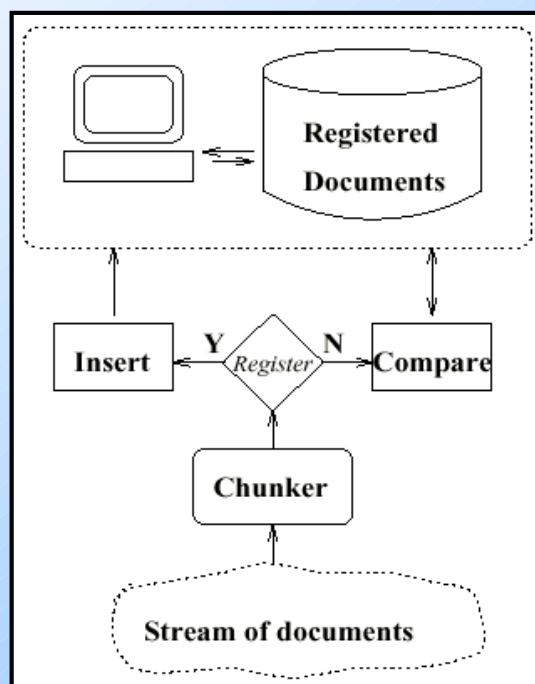 Registered
Documents
Insert
Y
Register
N
Compare
Chunker
Stream of documents